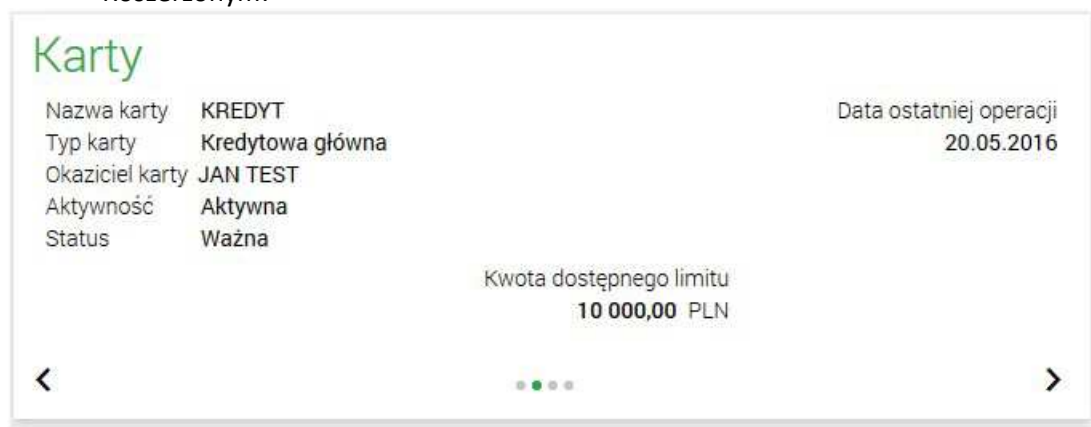 Karty
Nazwa karty KREDYT
Typ karty Kredytowa główna
Okaziciel karty JAN TEST
Aktywność Aktywna
Status Ważna
Data ostatniej operacji
20.05.2016
Kwota dostępnego limitu
10 000,00 PLN